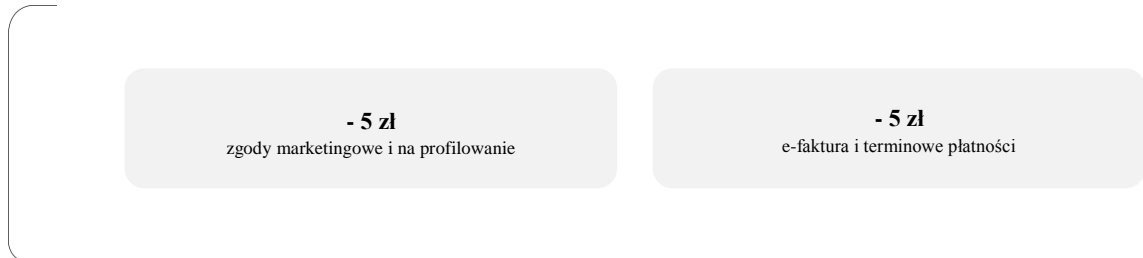 - 5 zł
zgody marketingowe i na profilowanie
- 5 zł
e-faktura i terminowe płatności